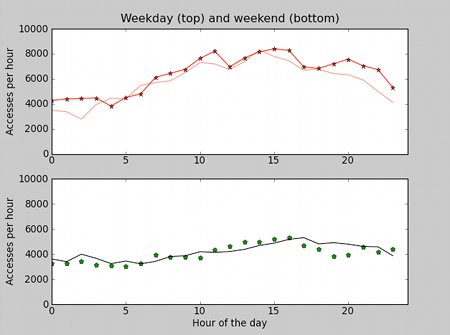 Weekday (top) and weekend (bottom)
10000
8000
6000
4000
2000
0
Accesses per hour
0 5 10 15 20
10000
8000
6000
4000
2000
0
Accesses per hour
0 5 10 15 20
Hour of the day